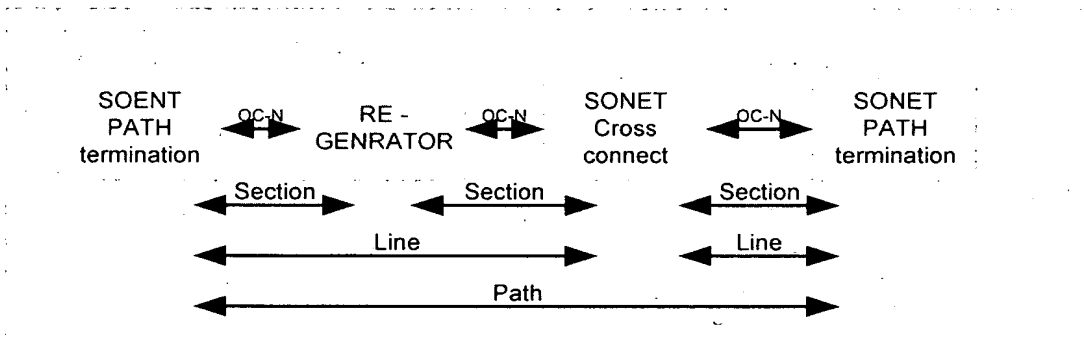 SOENT
PATH
termination
OC-N
RE -
GENRATOR
OC-N
SONET
Cross
connect
OC-N
SONET
PATH
termination
Section
Section
Section
Line
Line
Path